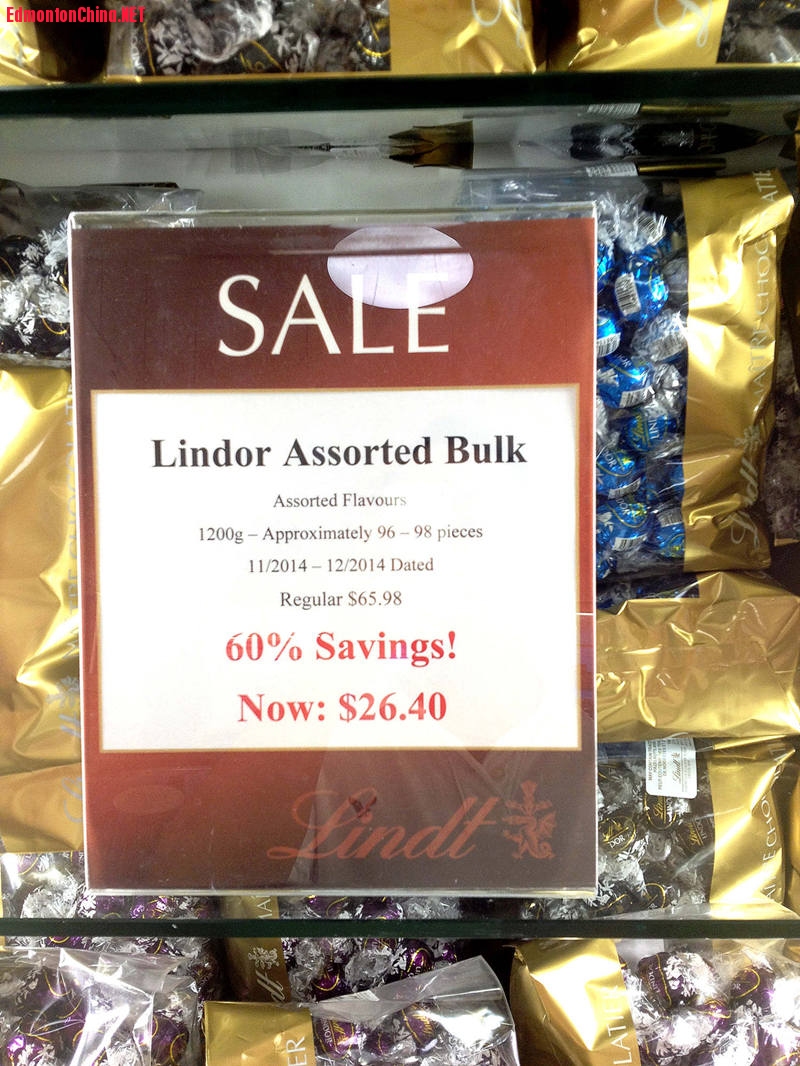 EdmontonChina.NET
SALE
Lindor Assorted Bulk
Assorted Flavours
1200g – Approximately 96 – 98 pieces
11/2014 – 12/2014 Dated
Regular $65.98
60% Savings!
Now: $26.40
Lindt